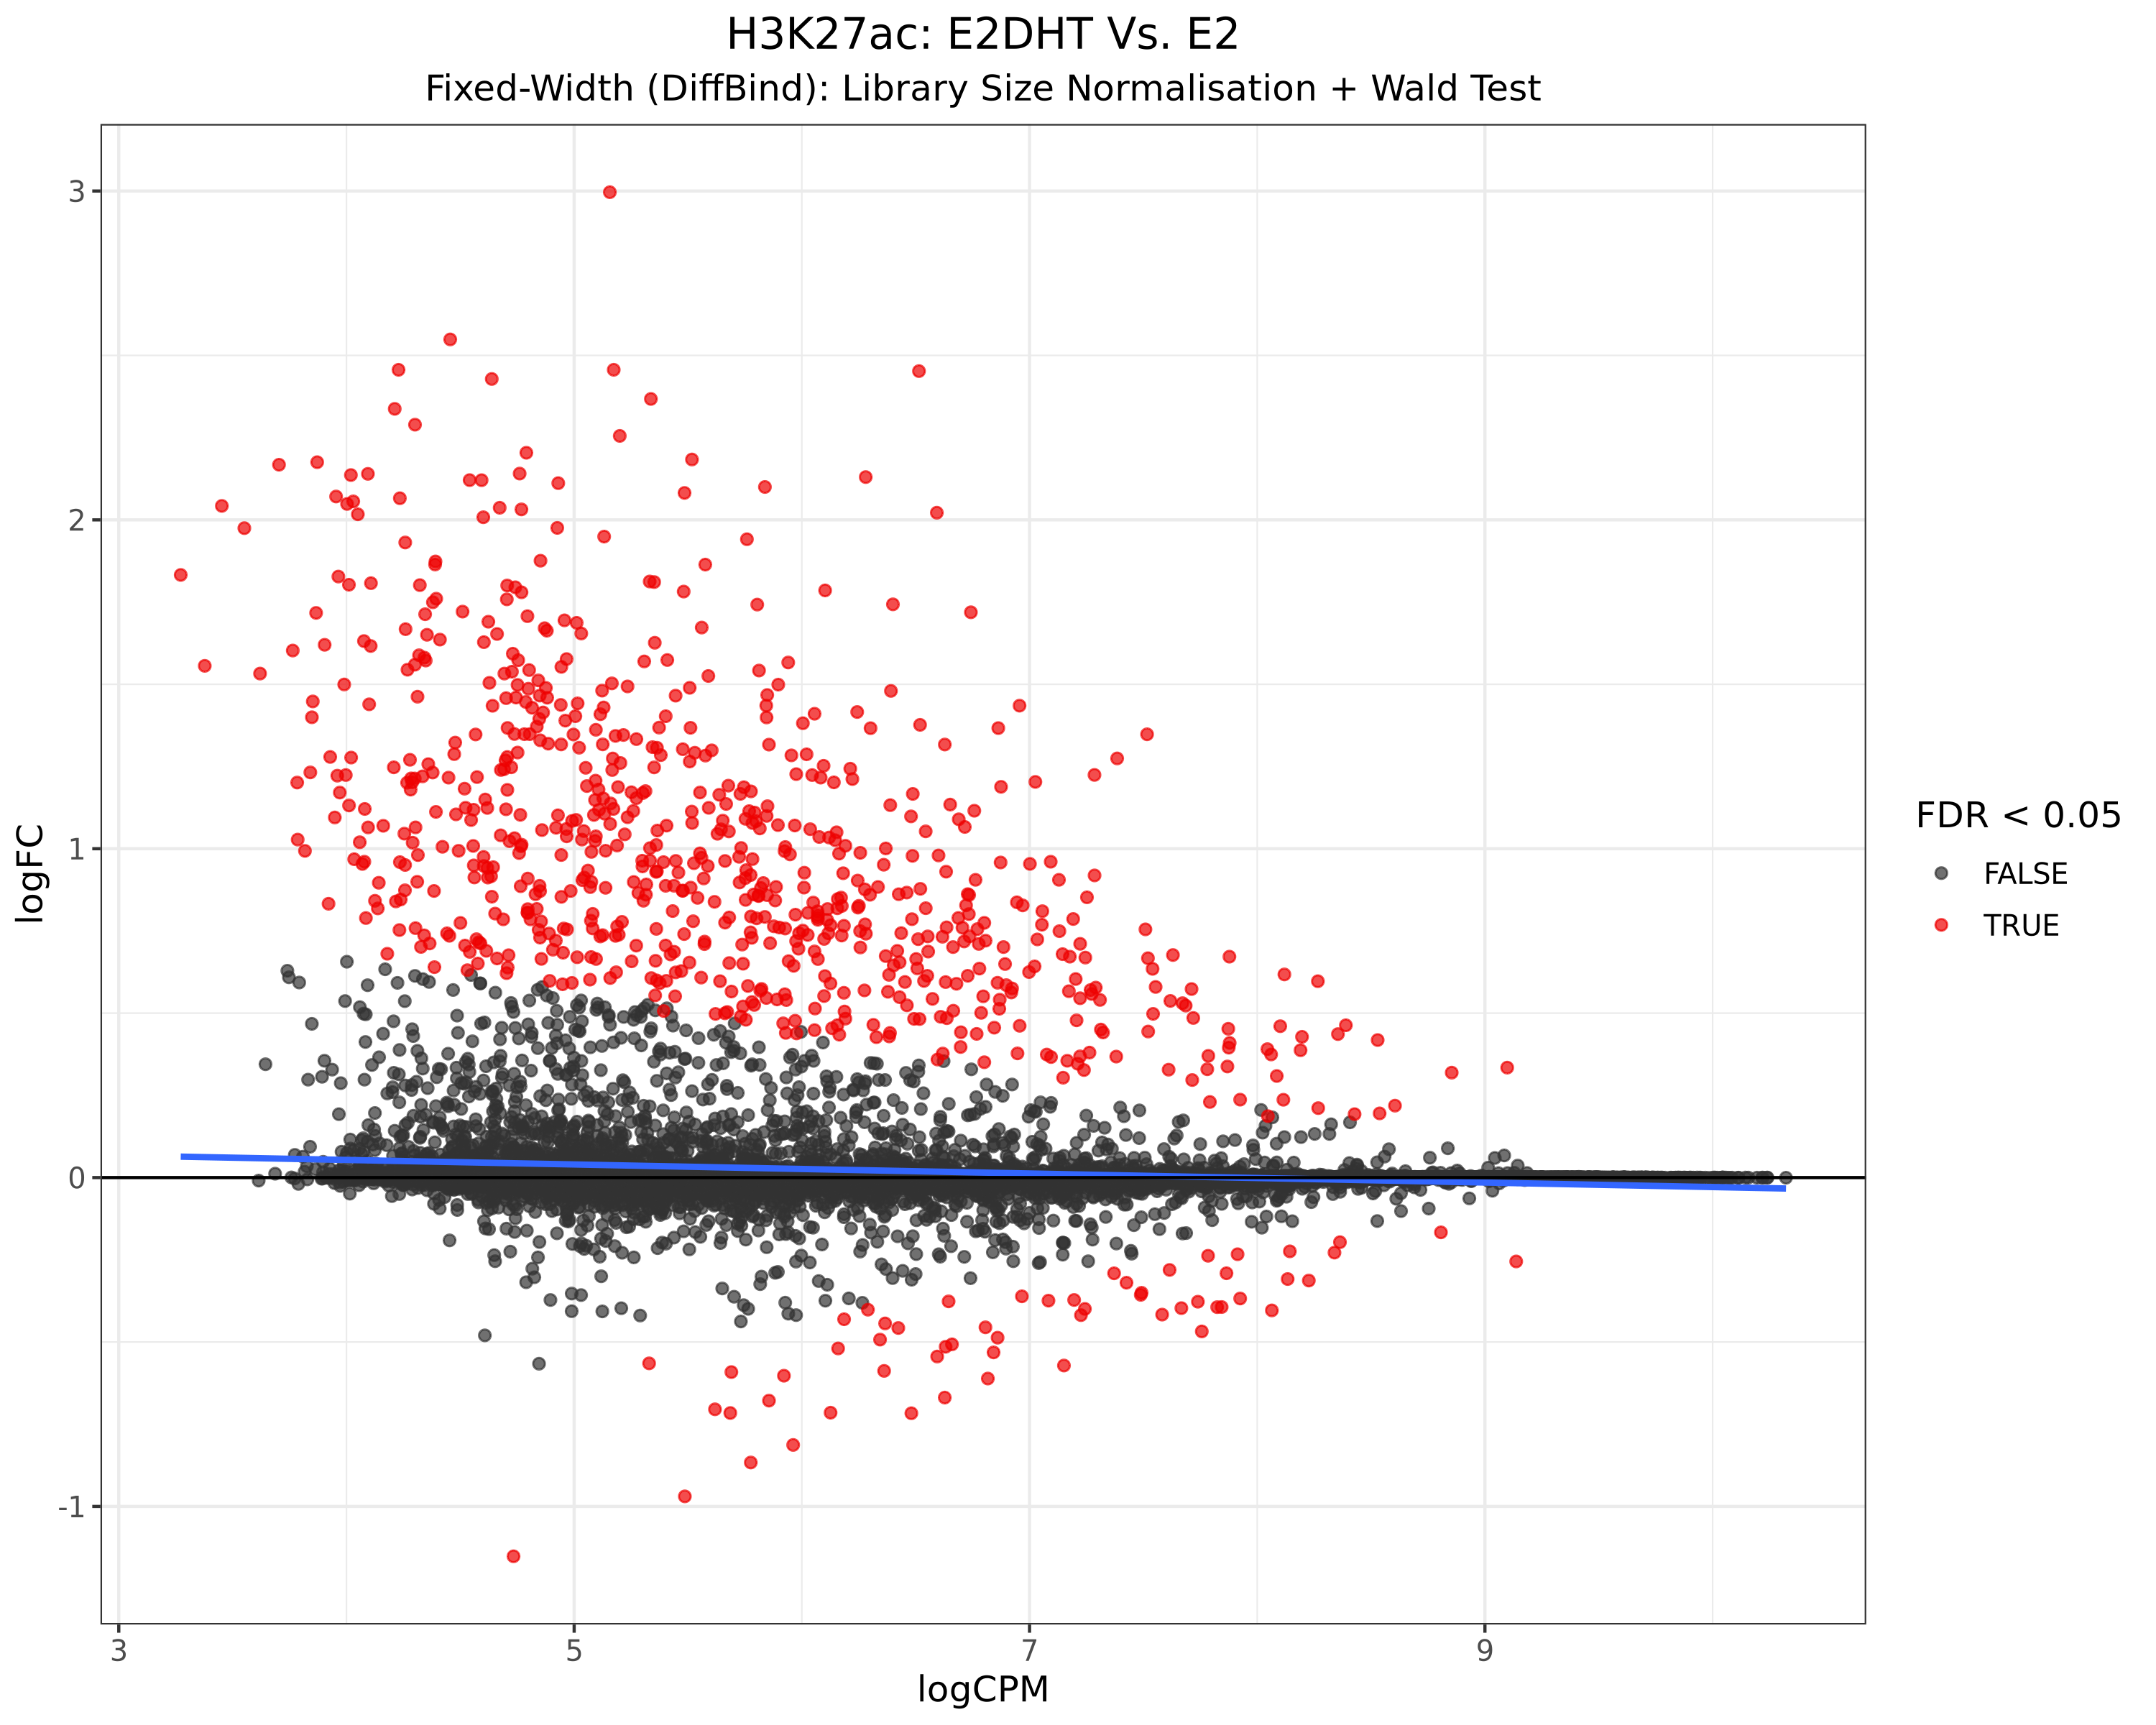 H3K27ac: E2DHT Vs. E2
Fixed-Width (DiffBind): Library Size Normalisation + Wald Test
3
2
1
0
-1
logFC
3
5
7
9
logCPM
FDR < 0.05
FALSE
TRUE